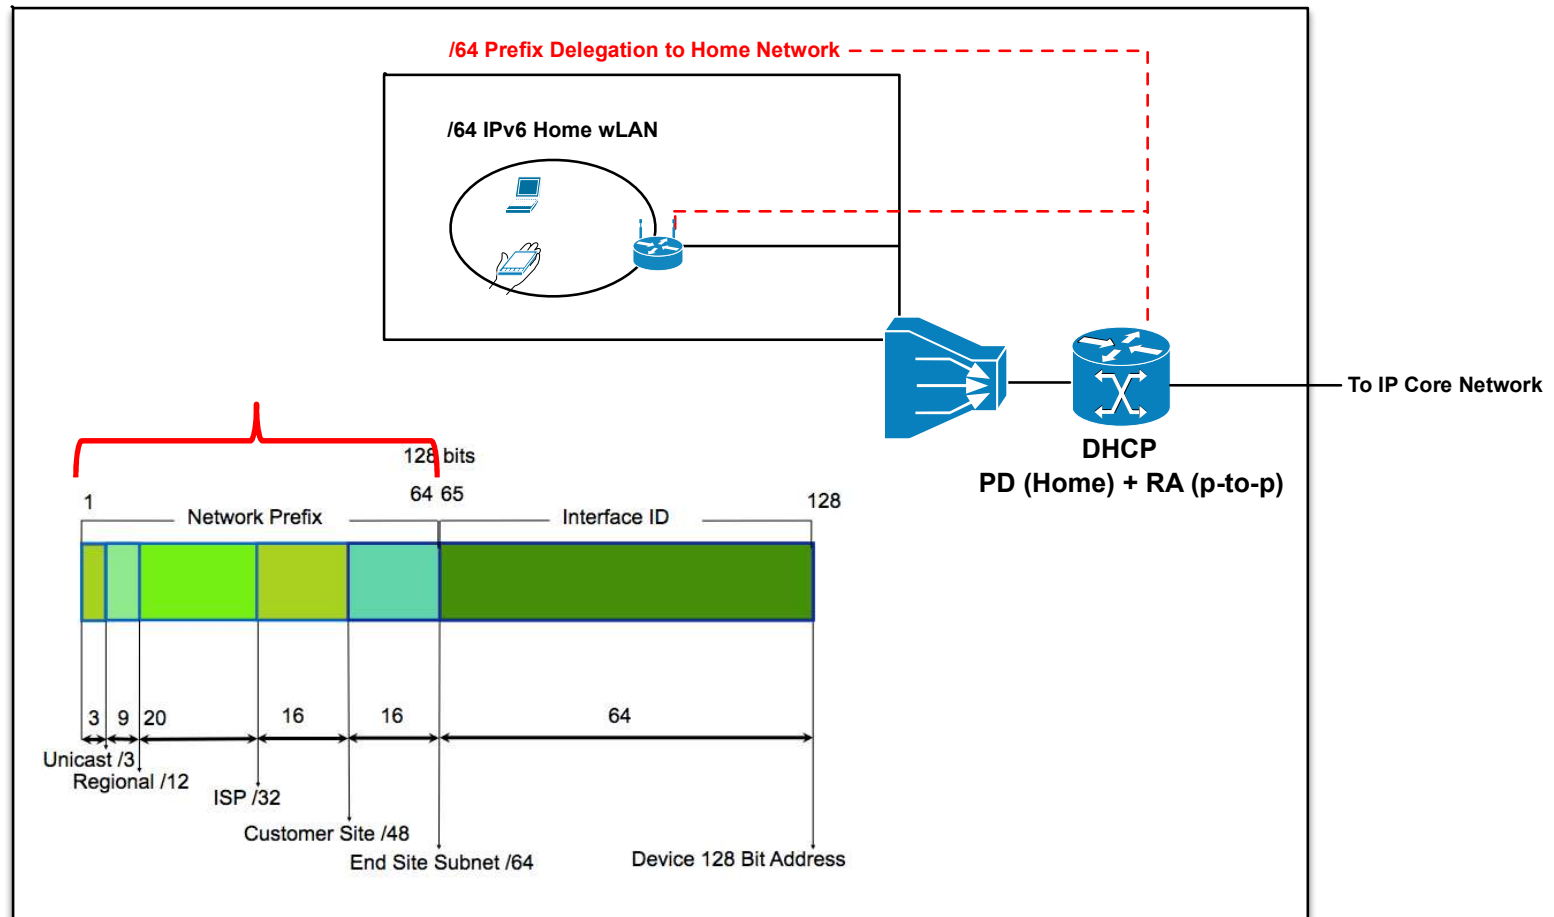 /64 Prefix Delegation to Home Network
/64 IPv6 Home wLAN
To IP Core Network
DHCP
PD (Home) + RA (p-to-p)
128 bits
1
64 65
128
Network Prefix
Interface ID
3 9 20 16 16 64
Unicast /3
Regional /12
ISP /32
Customer Site /48
End Site Subnet /64
Device 128 Bit Address